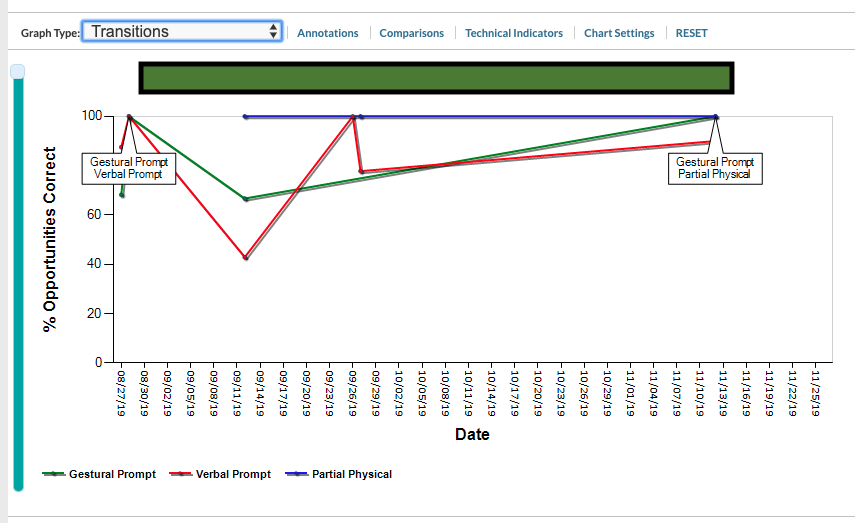 Graph Type: Transitions Annotations Comparisons Technical Indicators Chart Settings RESET
% Opportunities Correct
100
60
40
20
0
Gestural Prompt
Verbal Prompt
Gestural Prompt
Partial Physical
08/27/19 08/30/19 09/02/19 09/05/19 09/08/19 09/11/19 09/14/19 09/17/19 09/20/19 09/23/19 09/26/19 09/29/19 10/02/19 10/05/19 10/08/19 10/11/19 10/14/19 10/17/19 10/20/19 10/23/19 10/26/19 10/29/19 11/01/19 11/04/19 11/07/19 11/10/19 11/13/19 11/16/19 11/19/19 11/22/19 11/25/19
Date
Gestural Prompt Verbal Prompt Partial Physical